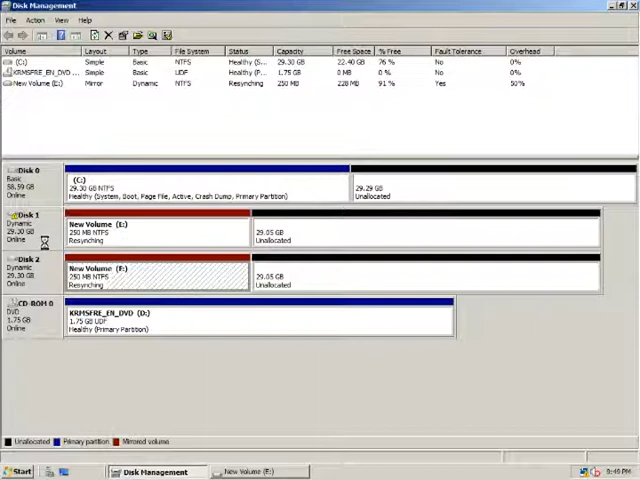 Disk Management
File Action View Help
Volume Layout Type File System Status Capacity Free Space % Free Fault Tolerance Overhead
(C:) Simple Basic NTFS Healthy (S... 29.30 GB 22.40 GB 76 % No 0%
KRMSFRE_EN_DVD ... Simple Basic UDF Healthy (P... 1.75 GB 0 MB 0 % No 0%
New Volume (E:) Mirror Dynamic NTFS Resynching 250 MB 228 MB 91 % Yes 50%
Disk 0
Basic
58.59 GB
Online
(C:)
29.30 GB NTFS
Healthy (System, Boot, Page File, Active, Crash Dump, Primary Partition)
29.29 GB
Unallocated
Disk 1
Dynamic
29.30 GB
Online
New Volume (E:)
250 MB NTFS
Resynching
29.05 GB
Unallocated
Disk 2
Dynamic
29.30 GB
Online
New Volume
250 MB NTFS
Resynching
29.05 GB
Unallocated
CD-ROM 0
DVD
1.75 GB
Online
KRMSFRE_EN_DVD (D:)
1.75 GB UDF
Healthy (Primary Partition)
Unallocated Primary partition Mirrored volume
Start Disk Management New Volume (E:) 9:49 PM